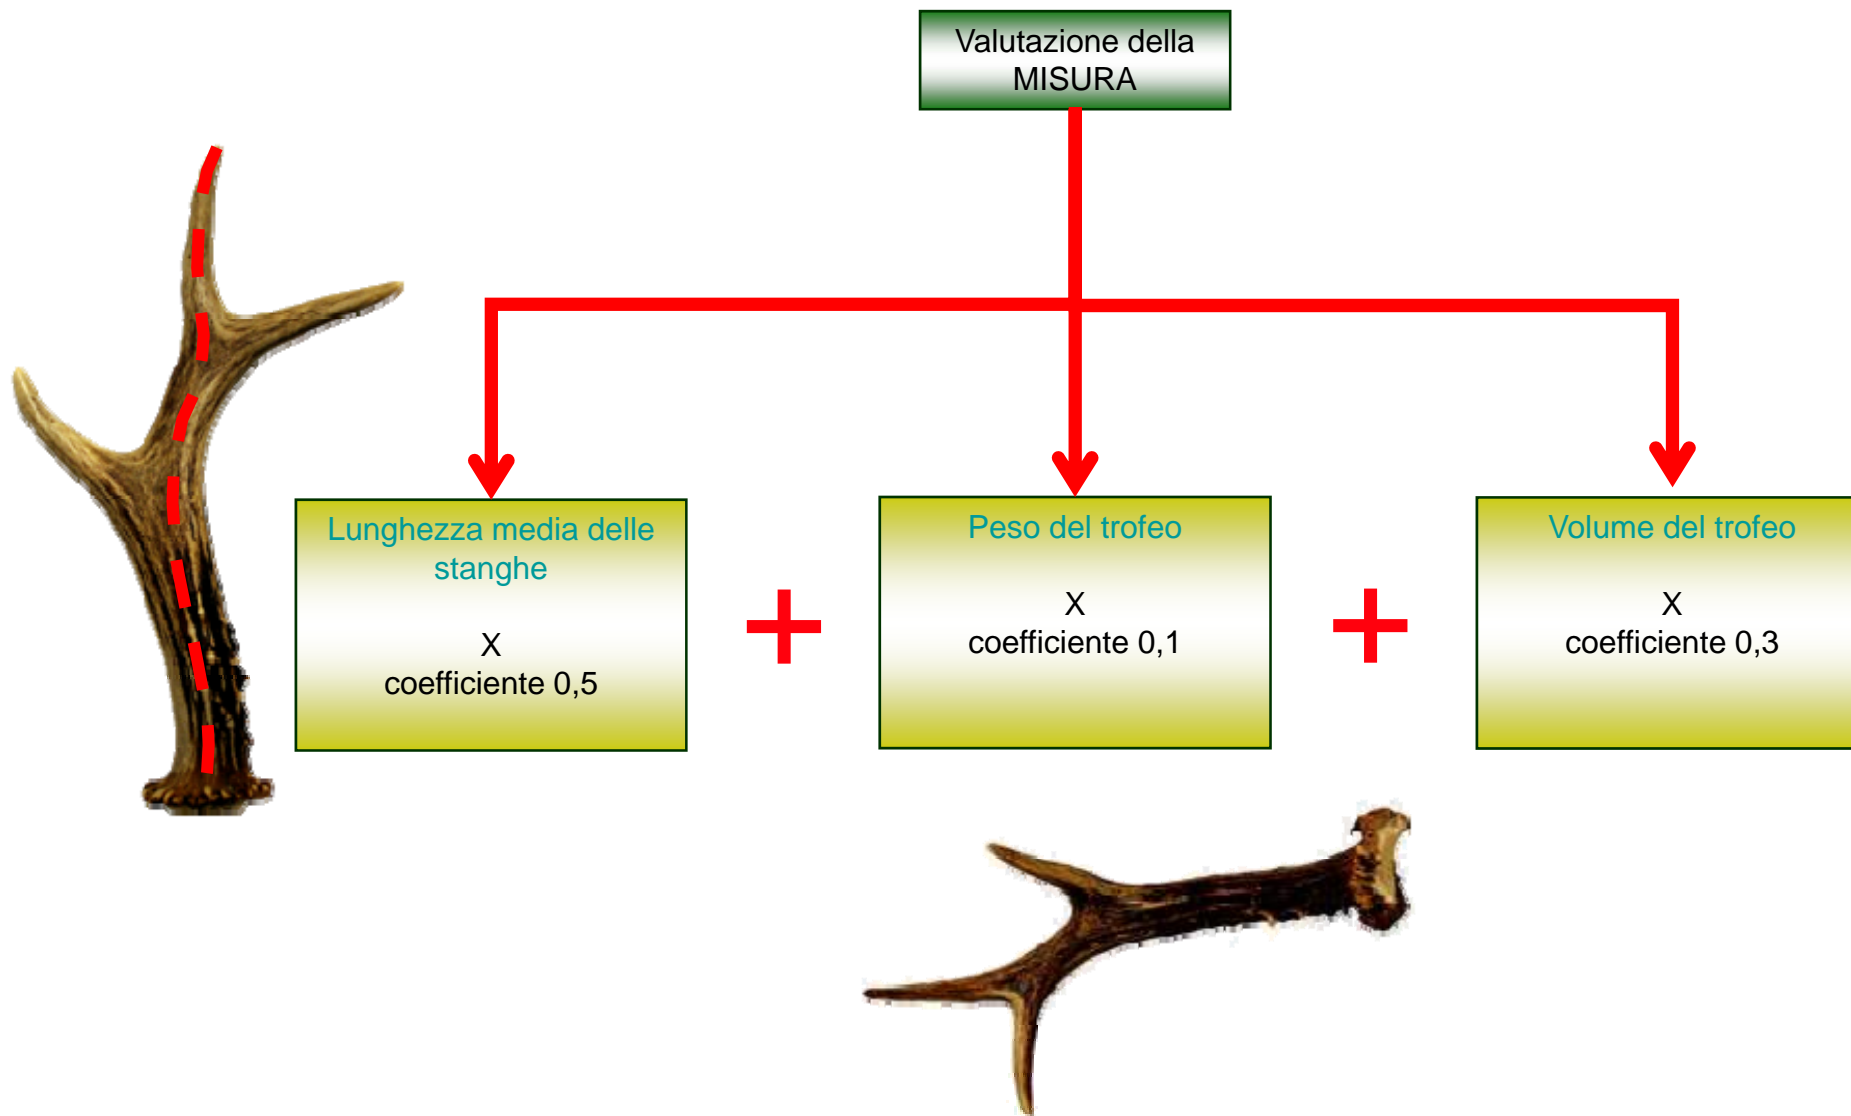 Valutazione della
MISURA
Lunghezza media delle
stanghe
X
coefficiente 0,5
+
Peso del trofeo
X
coefficiente 0,1
+
Volume del trofeo
X
coefficiente 0,3